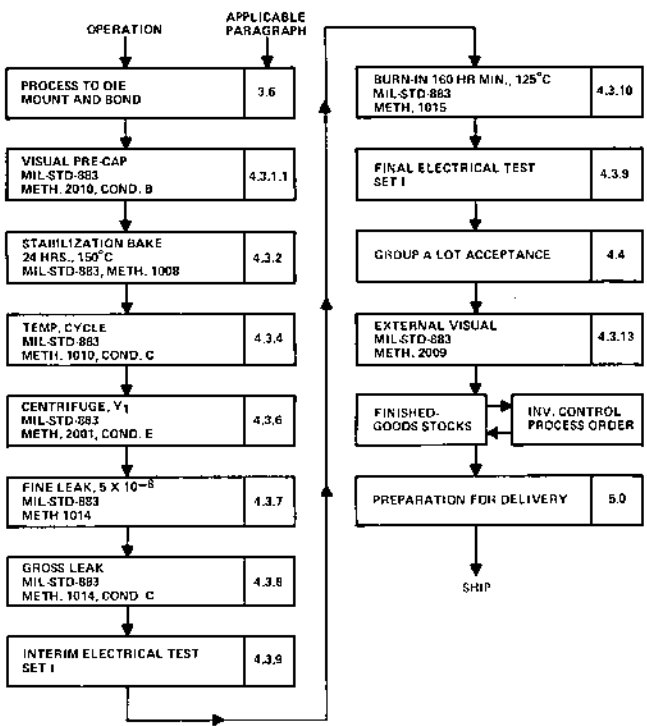 OPERATION
APPLICABLE
PARAGRAPH
PROCESS TO DIE
MOUNT AND BOND
3.6
VISUAL PRE-CAP
MIL-STD-883
METH. 2010, COND. B
4.3.1.1
STABILIZATION BAKE
24 HRS., 150°C
MIL-STD-883, METH. 1008
4.3.2
TEMP, CYCLE
MIL-STD-883
METH. 1010, COND. C
4.3.4
CENTRIFUGE, Y1
MIL-STD-883
METH, 2001, COND. E
4.3.6
FINE LEAK, 5 X 10−8
MIL-STD-883
METH 1014
4.3.7
GROSS LEAK
MIL-STD-883
METH. 1014, COND. C
4.3.8
INTERIM ELECTRICAL TEST
SET I
4.3.9
BURN-IN 160 HR MIN., 125°C
MIL-STD-883
METH, 1015
4.3.10
FINAL ELECTRICAL TEST
SET I
4.3.9
GROUP A LOT ACCEPTANCE
4.4
EXTERNAL VISUAL
MIL-STD-883
METH. 2009
4.3.13
FINISHED-
GOODS STOCKS
INV. CONTROL
PROCESS ORDER
PREPARATION FOR DELIVERY
5.0
SHIP